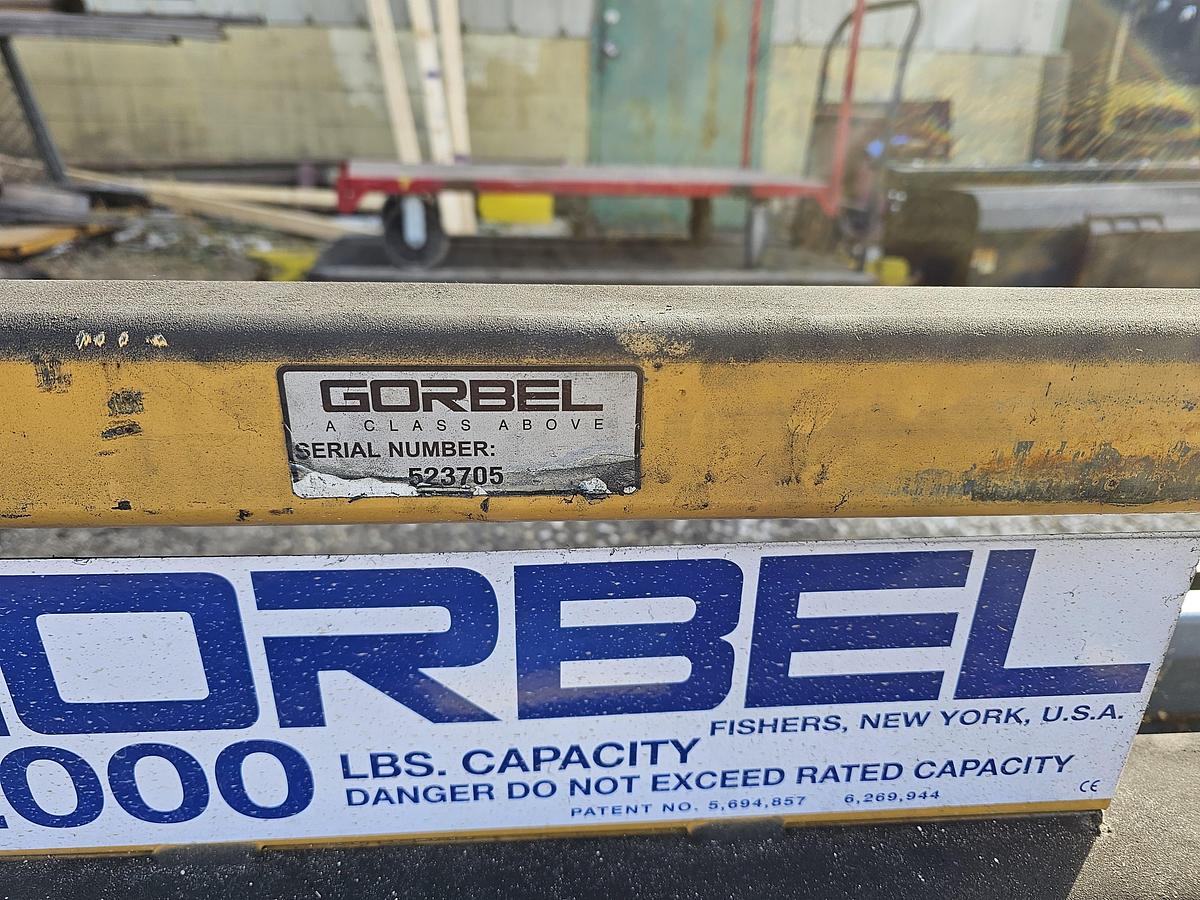 GORBEL
A CLASS ABOVE
SERIAL NUMBER:
523705
ORBEL
FISHERS, NEW YORK, U.S.A.
000 LBS. CAPACITY
DANGER DO NOT EXCEED RATED CAPACITY
PATENT NO. 5,694,857 6,269,944
CE